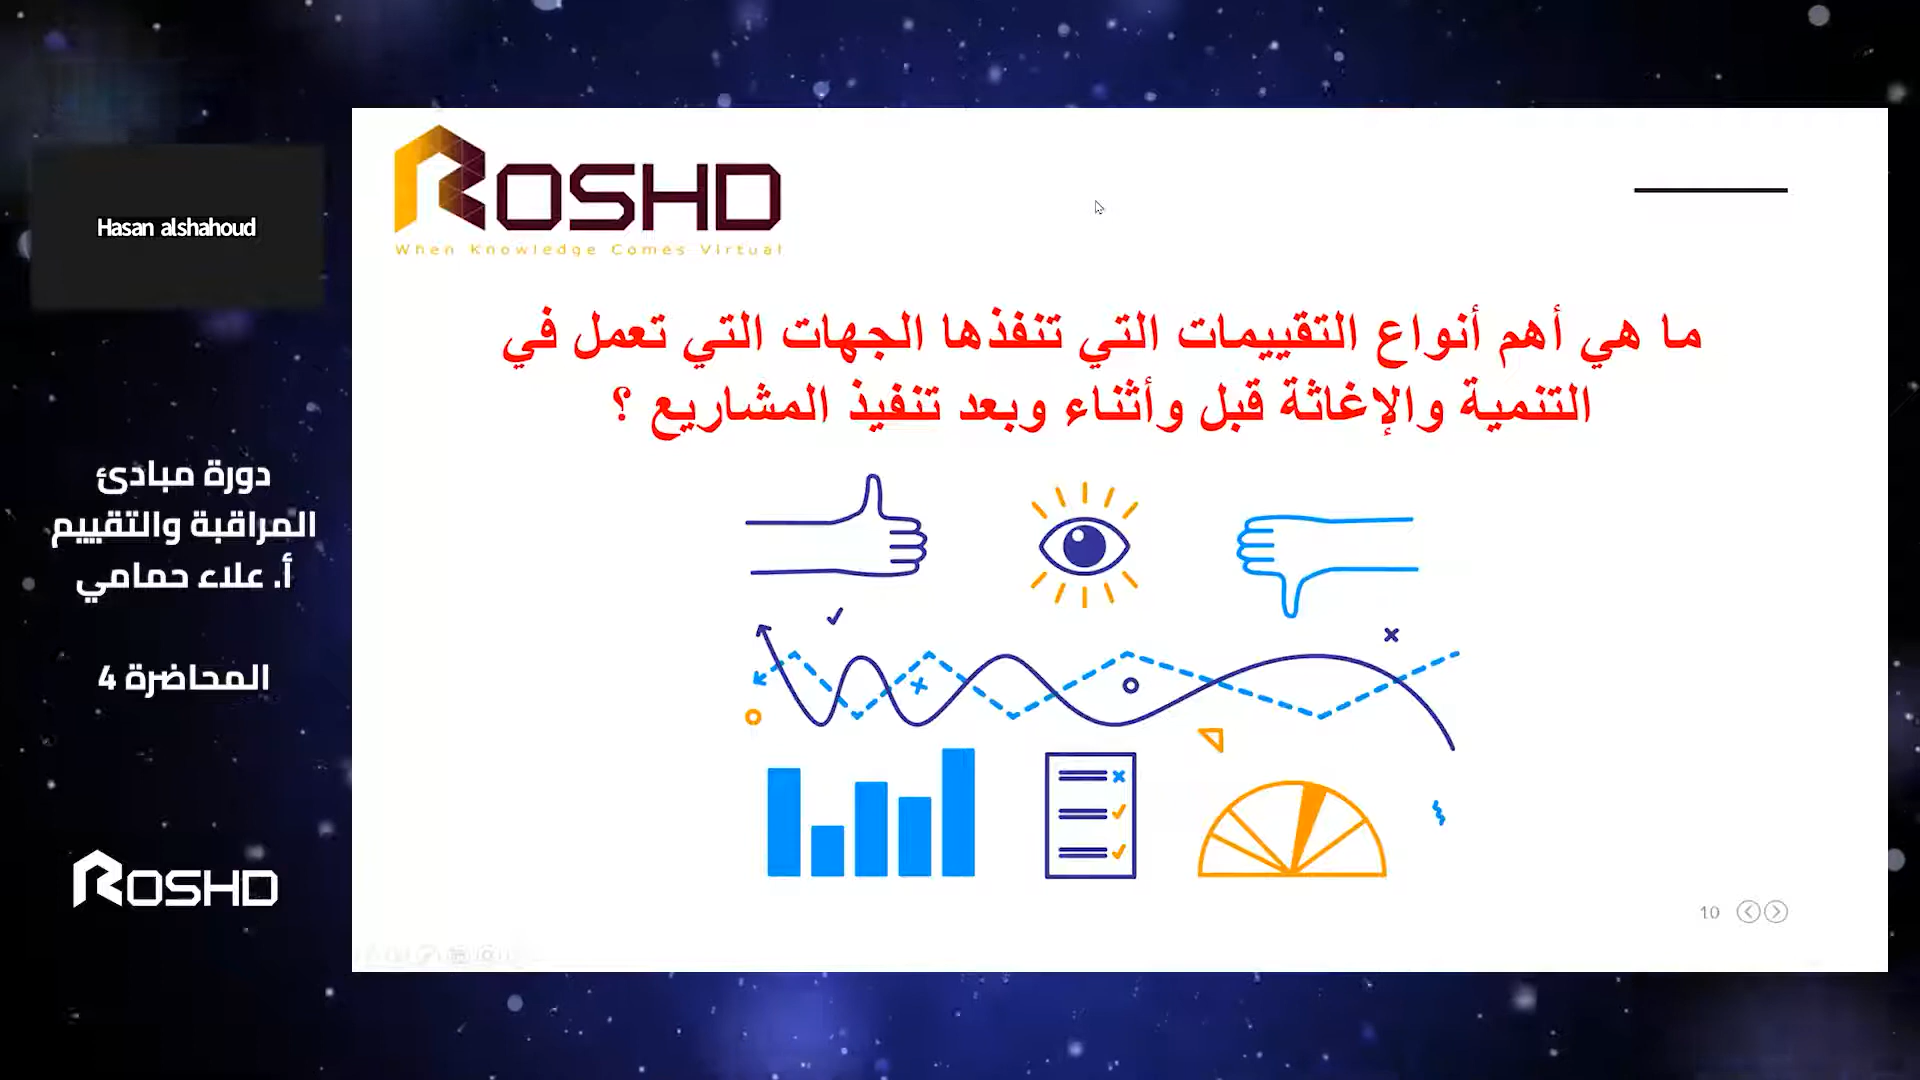 Hasan alshahoud
دورة مبادئ
المراقبة والتقييم
أ. علاء حمامي
المحاضرة 4
ROSHD
ROSHD
When Knowledge Comes Virtual
ما هي أهم أنواع التقييمات التي تنفذها الجهات التي تعمل في
التنمية والإغاثة قبل وأثناء وبعد تنفيذ المشاريع ؟
10